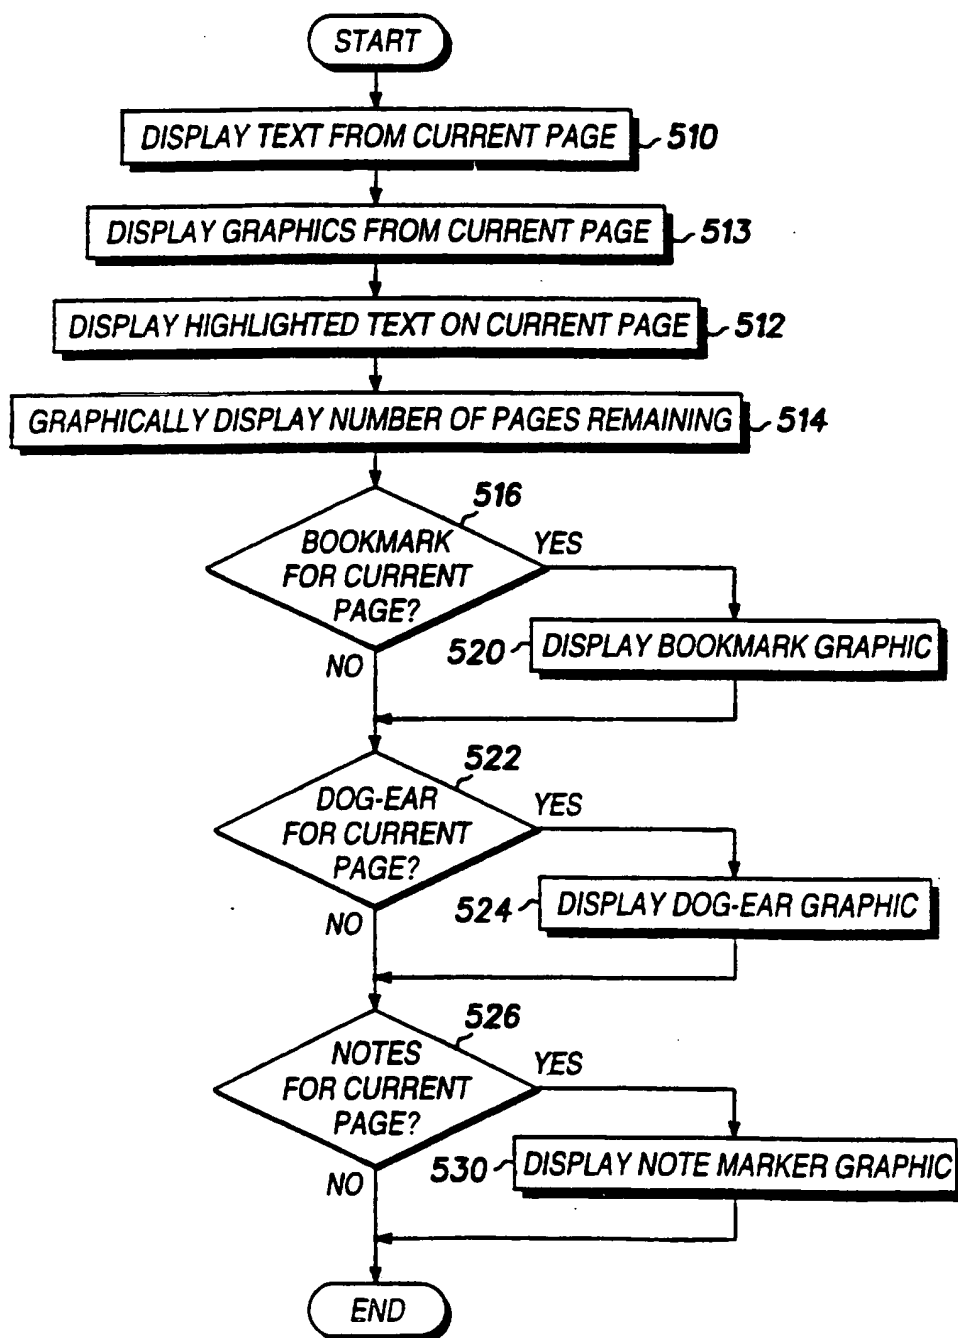 START
DISPLAY TEXT FROM CURRENT PAGE 510
DISPLAY GRAPHICS FROM CURRENT PAGE 513
DISPLAY HIGHLIGHTED TEXT ON CURRENT PAGE 512
GRAPHICALLY DISPLAY NUMBER OF PAGES REMAINING 514
516
BOOKMARK
FOR CURRENT
PAGE?
YES
NO
520 DISPLAY BOOKMARK GRAPHIC
522
DOG-EAR
FOR CURRENT
PAGE?
YES
NO
524 DISPLAY DOG-EAR GRAPHIC
526
NOTES
FOR CURRENT
PAGE?
YES
NO
530 DISPLAY NOTE MARKER GRAPHIC
END